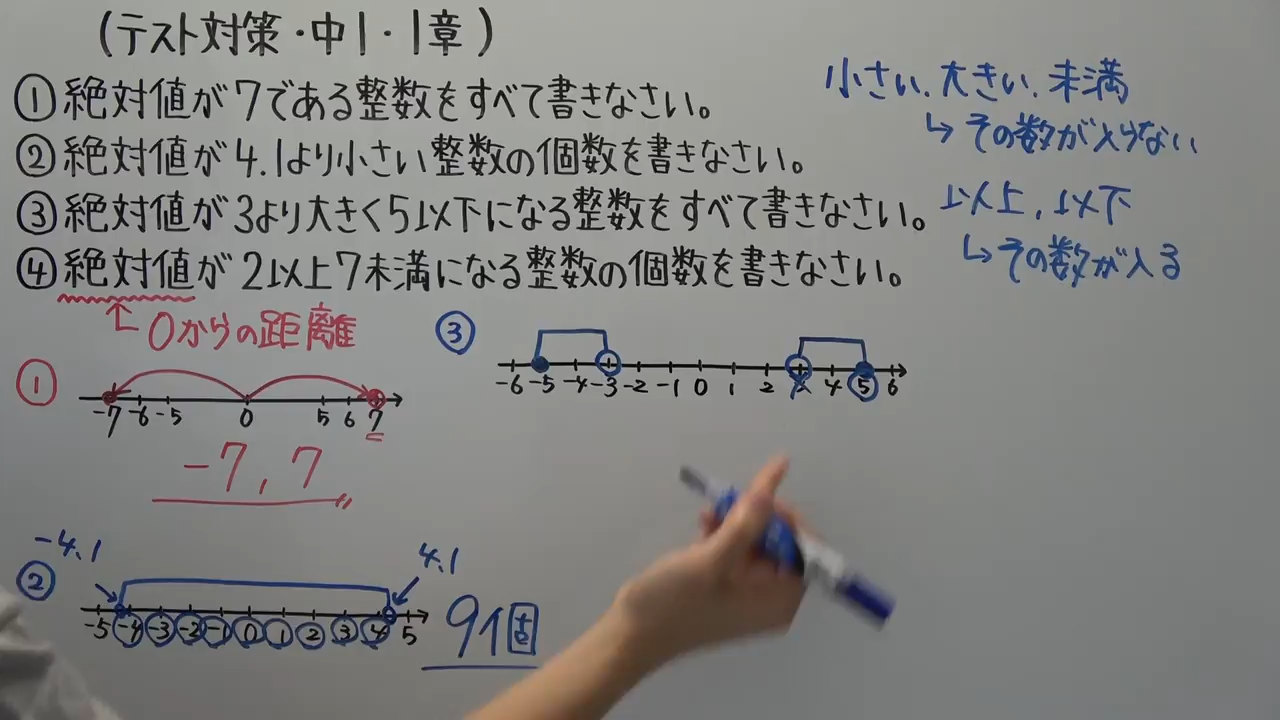 (テスト対策・中1・1章)
①絶対値が7である整数をすべて書きなさい。
②絶対値が4.1より小さい整数の個数を書きなさい。
③絶対値が3より大きく5以下になる整数をすべて書きなさい。
④絶対値が2以上7未満になる整数の個数を書きなさい。
小さい、大きい、未満
↳その数が入らない
以上、以下
↳その数が入る
↑0からの距離
①
-7 -6 -5 0 5 6 7
-7, 7
②
-4.1 4.1
-5 -4 -3 -2 -1 0 1 2 3 4 5
9個
③
-6 -5 -4 -3 -2 -1 0 1 2 3 4 5 6